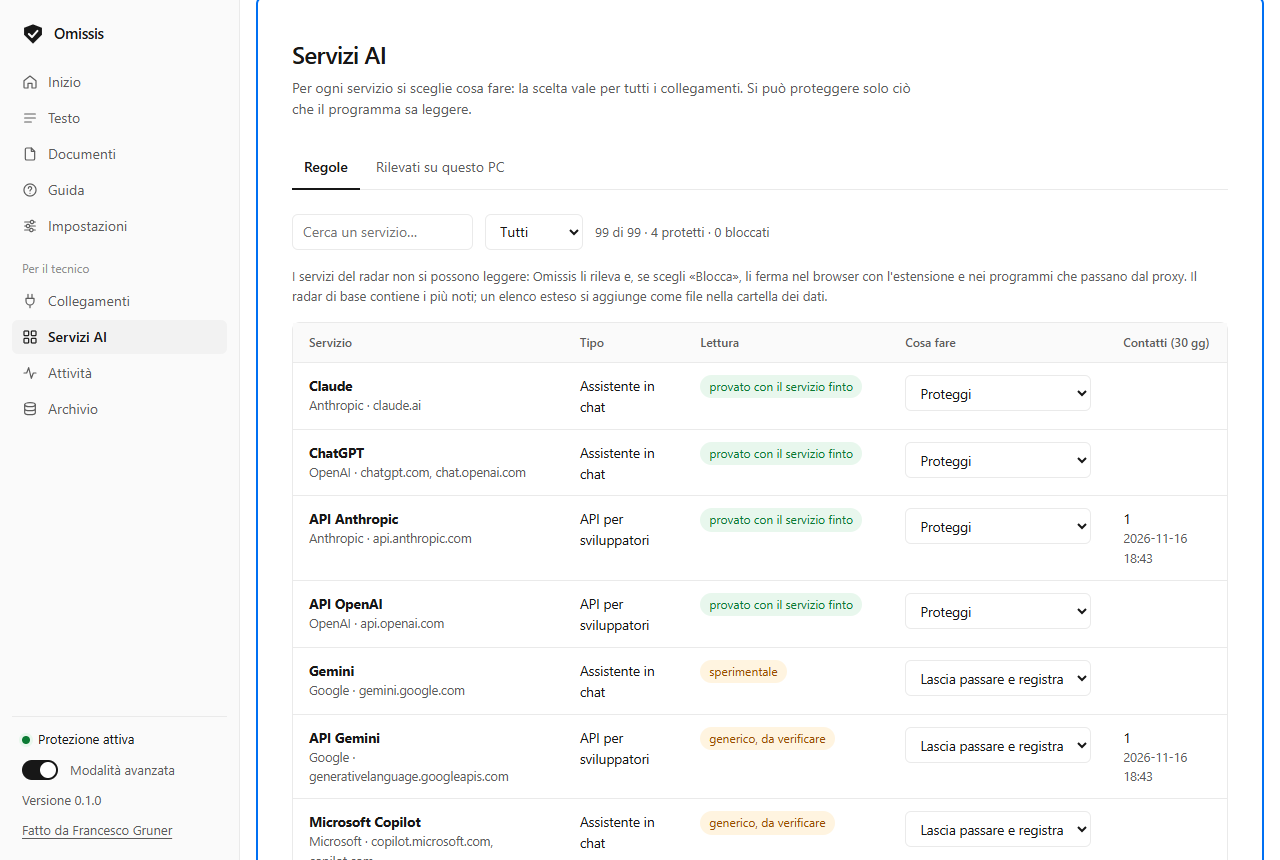 Omissis
Inizio
Testo
Documenti
Guida
Impostazioni
Per il tecnico
Collegamenti
Servizi AI
Attività
Archivio
Protezione attiva
Modalità avanzata
Versione 0.1.0
Fatto da Francesco Gruner
Servizi AI
Per ogni servizio si sceglie cosa fare: la scelta vale per tutti i collegamenti. Si può proteggere solo ciò
che il programma sa leggere.
Regole Rilevati su questo PC
Cerca un servizio... Tutti 99 di 99 · 4 protetti · 0 bloccati
I servizi del radar non si possono leggere: Omissis li rileva e, se scegli «Blocca», li ferma nel browser con l'estensione e nei programmi che passano dal proxy. Il
radar di base contiene i più noti; un elenco esteso si aggiunge come file nella cartella dei dati.
Servizio Tipo Lettura Cosa fare Contatti (30 gg)
Claude
Anthropic · claude.ai
Assistente in
chat
provato con il servizio finto
Proteggi
ChatGPT
OpenAI · chatgpt.com, chat.openai.com
Assistente in
chat
provato con il servizio finto
Proteggi
API Anthropic
Anthropic · api.anthropic.com
API per
sviluppatori
provato con il servizio finto
Proteggi
1
2026-11-16
18:43
API OpenAI
OpenAI · api.openai.com
API per
sviluppatori
provato con il servizio finto
Proteggi
Gemini
Google · gemini.google.com
Assistente in
chat
sperimentale
Lascia passare e registra
API Gemini
Google ·
generativelanguage.googleapis.com
API per
sviluppatori
generico, da verificare
Lascia passare e registra
1
2026-11-16
18:43
Microsoft Copilot
Microsoft · copilot.microsoft.com,
Assistente in
chat
generico, da verificare
Lascia passare e registra